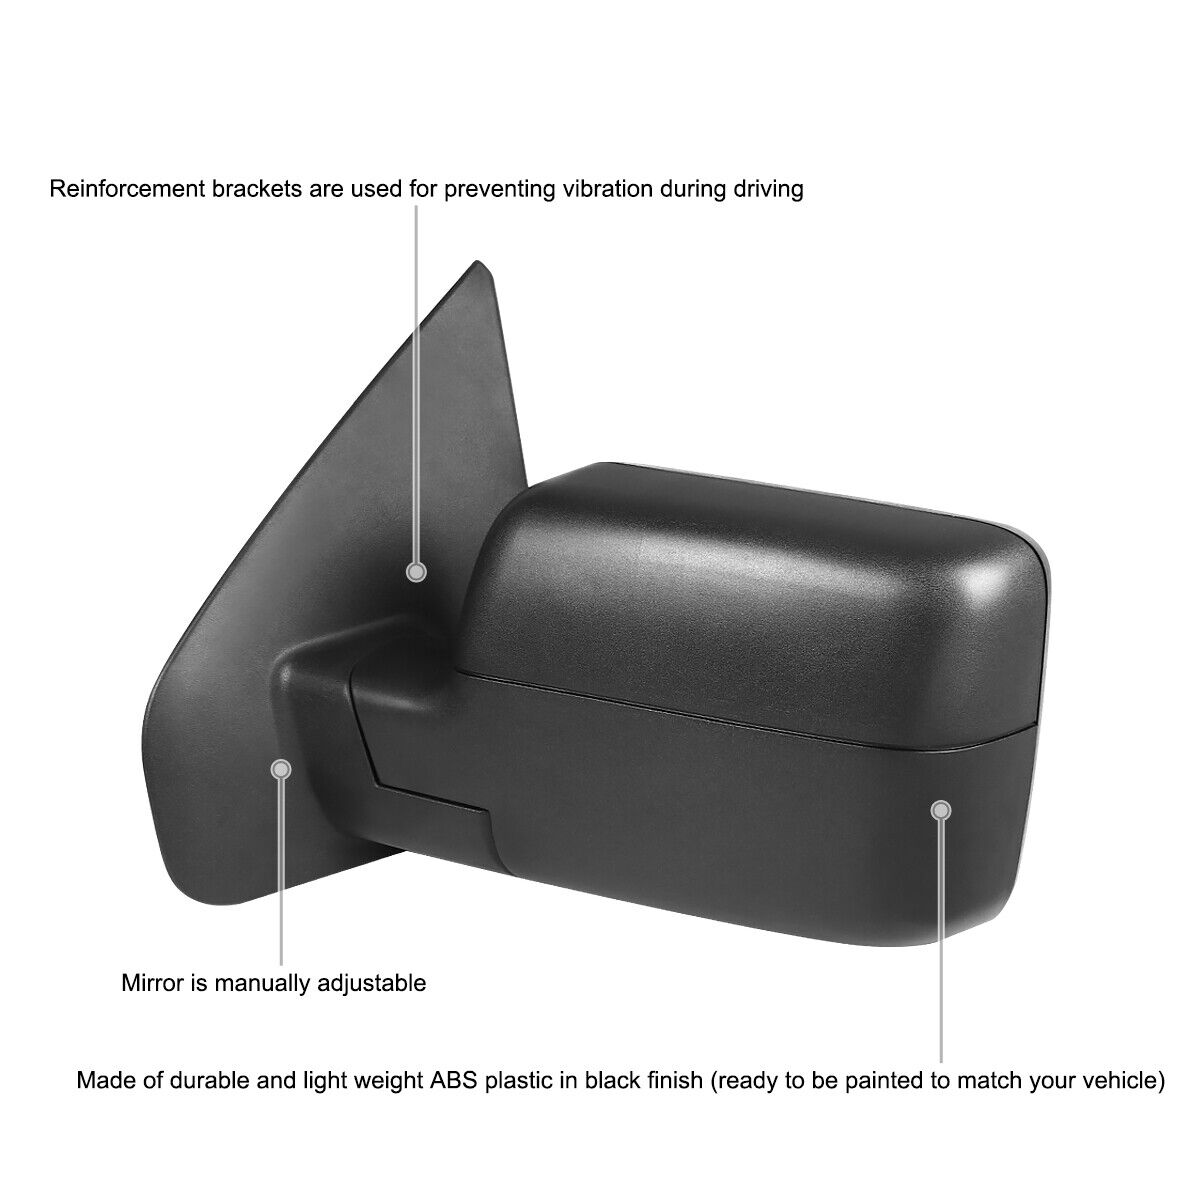 Reinforcement brackets are used for preventing vibration during driving
Mirror is manually adjustable
Made of durable and light weight ABS plastic in black finish (ready to be painted to match your vehicle)